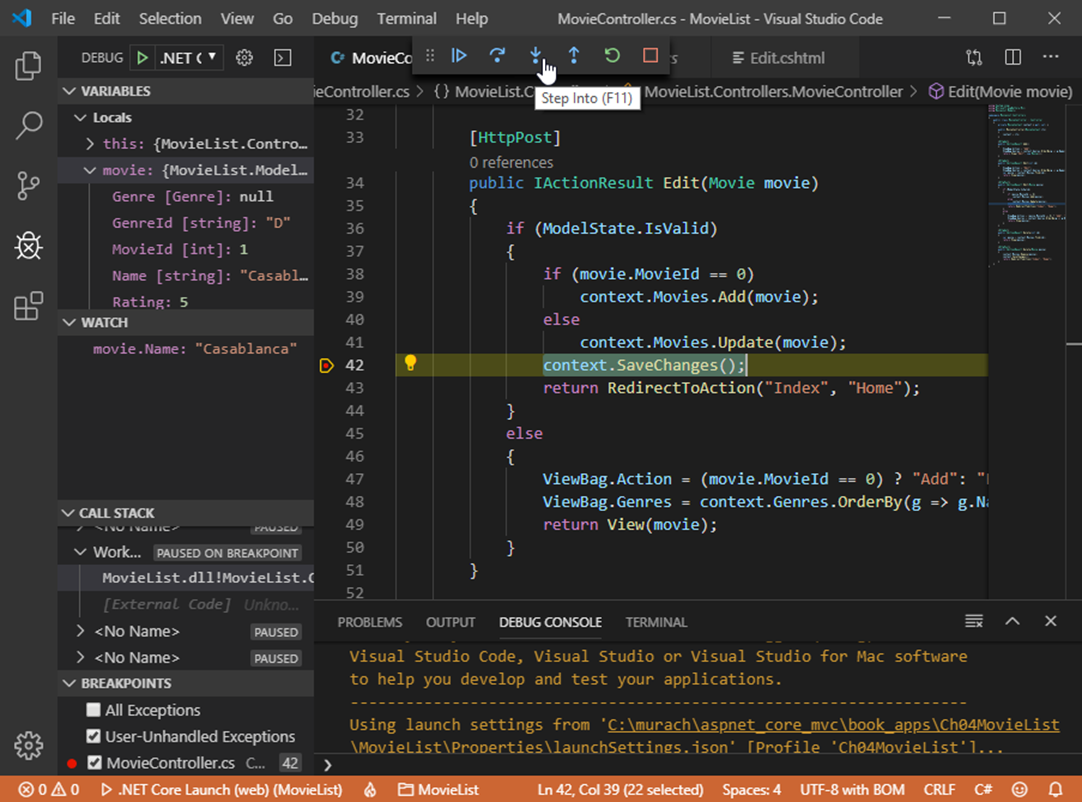 File Edit Selection View Go Debug Terminal Help MovieController.cs - MovieList - Visual Studio Code
DEBUG .NET C
C# MovieCo
Edit.cshtml
Step Into (F11)
ieController.cs > {} MovieList.C MovieList.Controllers.MovieController > Edit(Movie movie)
VARIABLES
Locals
this: {MovieList.Contro...
movie: {MovieList.Model...
Genre [Genre]: null
GenreId [string]: "D"
MovieId [int]: 1
Name [string]: "Casabl...
Rating: 5
WATCH
movie.Name: "Casablanca"
CALL STACK
<No Name> PAUSED
Work... PAUSED ON BREAKPOINT
MovieList.dll!MovieList.C
[External Code] Unkno...
<No Name> PAUSED
<No Name> PAUSED
BREAKPOINTS
All Exceptions
User-Unhandled Exceptions
MovieController.cs C... 42
32
33 [HttpPost]
0 references
34 public IActionResult Edit(Movie movie)
35 {
36 if (ModelState.IsValid)
37 {
38 if (movie.MovieId == 0)
39 context.Movies.Add(movie);
40 else
41 context.Movies.Update(movie);
42 context.SaveChanges();
43 return RedirectToAction("Index", "Home");
44 }
45 else
46 {
47 ViewBag.Action = (movie.MovieId == 0) ? "Add": "
48 ViewBag.Genres = context.Genres.OrderBy(g => g.Na
49 return View(movie);
50 }
51 }
52
PROBLEMS OUTPUT DEBUG CONSOLE TERMINAL
Visual Studio Code, Visual Studio or Visual Studio for Mac software
to help you develop and test your applications.
-------------------------------------------------------------------
Using launch settings from 'C:\murach\aspnet_core_mvc\book_apps\Ch04MovieList
\MovieList\Properties\launchSettings.json' [Profile 'Ch04MovieList']...
>
0 0 .NET Core Launch (web) (MovieList) MovieList Ln 42, Col 39 (22 selected) Spaces: 4 UTF-8 with BOM CRLF C#